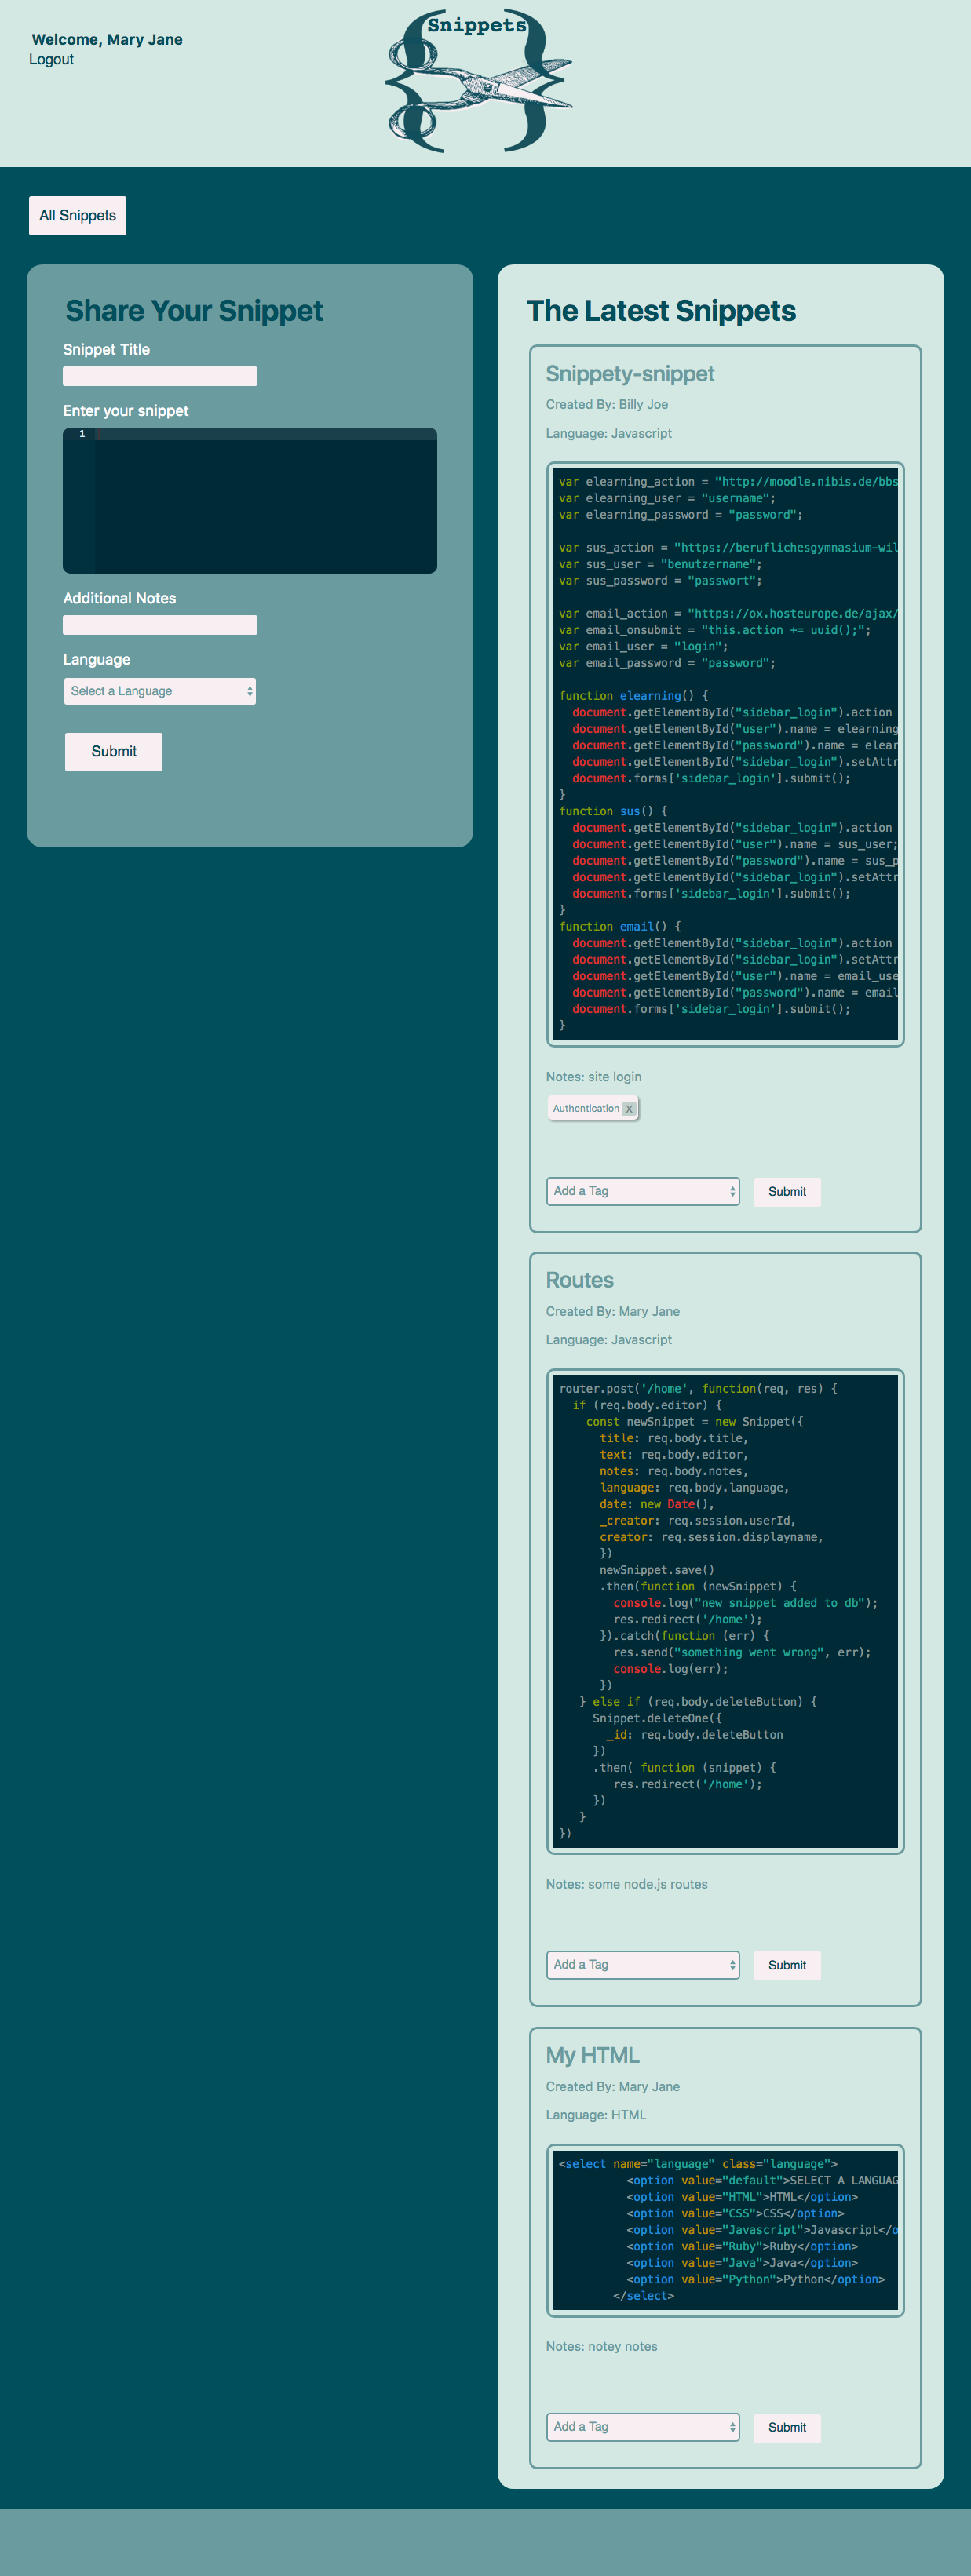 Snippets
Welcome, Mary Jane
Logout
All Snippets
Share Your Snippet
Snippet Title
Enter your snippet
1
Additional Notes
Language
Select a Language
Submit
The Latest Snippets
Snippety-snippet
Created By: Billy Joe
Language: Javascript
var elearning_action = "http://moodle.nibis.de/bbs
var elearning_user = "username";
var elearning_password = "password";
var sus_action = "https://beruflichesgymnasium-wil
var sus_user = "benutzername";
var sus_password = "passwort";
var email_action = "https://ox.hosteurope.de/ajax/
var email_onsubmit = "this.action += uuid();";
var email_user = "login";
var email_password = "password";
function elearning() {
  document.getElementById("sidebar_login").action
  document.getElementById("user").name = elearning
  document.getElementById("password").name = elear
  document.getElementById("sidebar_login").setAttr
  document.forms['sidebar_login'].submit();
}
function sus() {
  document.getElementById("sidebar_login").action
  document.getElementById("user").name = sus_user;
  document.getElementById("password").name = sus_p
  document.getElementById("sidebar_login").setAttr
  document.forms['sidebar_login'].submit();
}
function email() {
  document.getElementById("sidebar_login").action
  document.getElementById("sidebar_login").setAttr
  document.getElementById("user").name = email_use
  document.getElementById("password").name = email
  document.forms['sidebar_login'].submit();
}
Notes: site login
Authentication X
Add a Tag Submit
Routes
Created By: Mary Jane
Language: Javascript
router.post('/home', function(req, res) {
  if (req.body.editor) {
    const newSnippet = new Snippet({
      title: req.body.title,
      text: req.body.editor,
      notes: req.body.notes,
      language: req.body.language,
      date: new Date(),
      _creator: req.session.userId,
      creator: req.session.displayname,
      })
      newSnippet.save()
      .then(function (newSnippet) {
        console.log("new snippet added to db");
        res.redirect('/home');
      }).catch(function (err) {
        res.send("something went wrong", err);
        console.log(err);
      })
   } else if (req.body.deleteButton) {
     Snippet.deleteOne({
       _id: req.body.deleteButton
     })
     .then( function (snippet) {
        res.redirect('/home');
     })
   }
})
Notes: some node.js routes
Add a Tag Submit
My HTML
Created By: Mary Jane
Language: HTML
<select name="language" class="language">
          <option value="default">SELECT A LANGUAG
          <option value="HTML">HTML</option>
          <option value="CSS">CSS</option>
          <option value="Javascript">Javascript</o
          <option value="Ruby">Ruby</option>
          <option value="Java">Java</option>
          <option value="Python">Python</option>
        </select>
Notes: notey notes
Add a Tag Submit